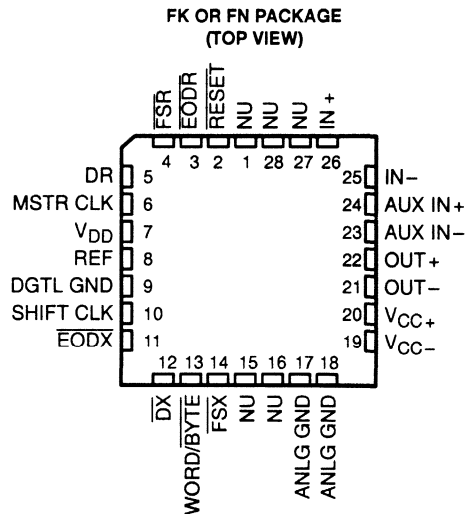 FK OR FN PACKAGE
(TOP VIEW)
FSR
EODR
RESET
NU
NU
NU
IN +
4 3 2 1 28 27 26
DR 5
MSTR CLK 6
VDD 7
REF 8
DGTL GND 9
SHIFT CLK 10
EODX 11
25 IN−
24 AUX IN+
23 AUX IN−
22 OUT+
21 OUT−
20 VCC+
19 VCC−
12 13 14 15 16 17 18
DX
WORD/BYTE
FSX
NU
NU
ANLG GND
ANLG GND